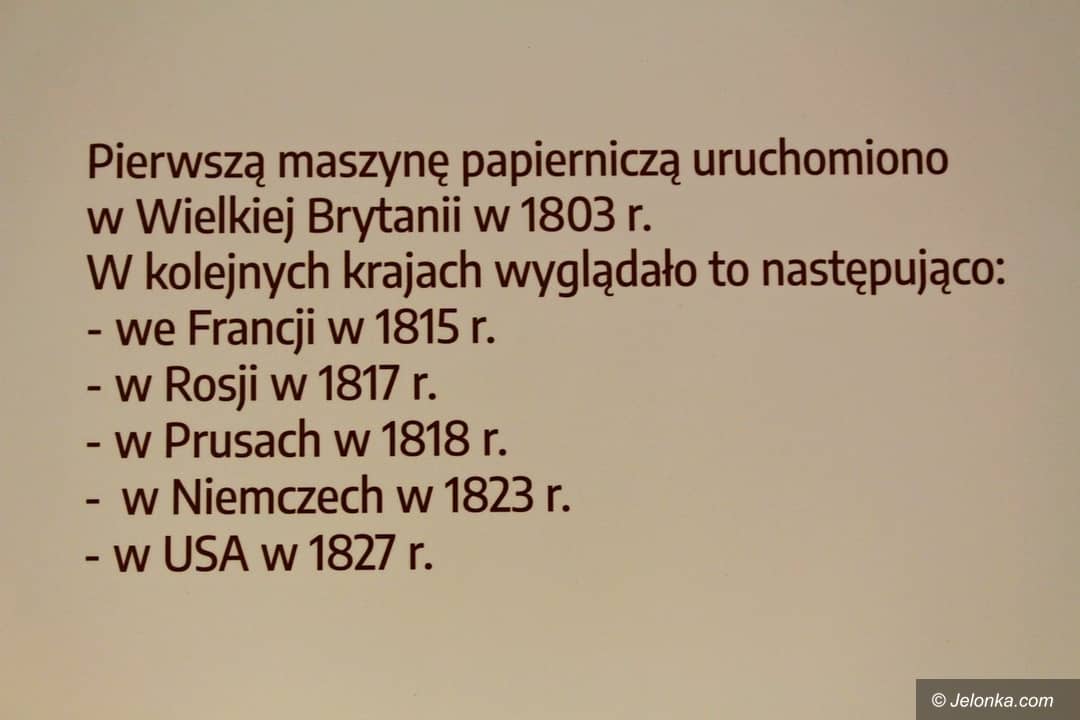 Pierwszą maszynę papierniczą uruchomiono
w Wielkiej Brytanii w 1803 r.
W kolejnych krajach wyglądało to następująco:
- we Francji w 1815 r.
- w Rosji w 1817 r.
- w Prusach w 1818 r.
- w Niemczech w 1823 r.
- w USA w 1827 r.
© Jelonka.com